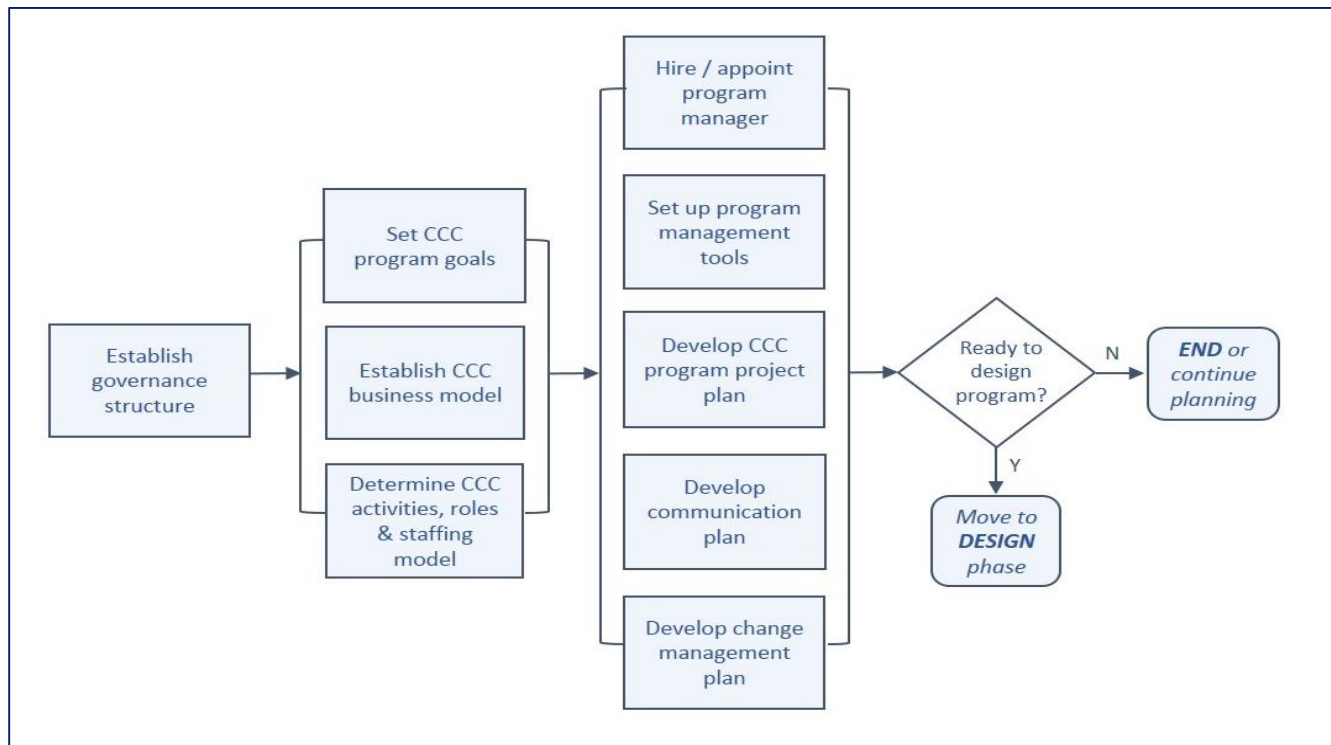 Establish
governance
structure
Set CCC
program goals
Establish CCC
business model
Determine CCC
activities, roles
& staffing
model
Hire / appoint
program
manager
Set up program
management
tools
Develop CCC
program project
plan
Develop
communication
plan
Develop change
management
plan
Ready to
design
program?
N
END or
continue
planning
Y
Move to
DESIGN
phase